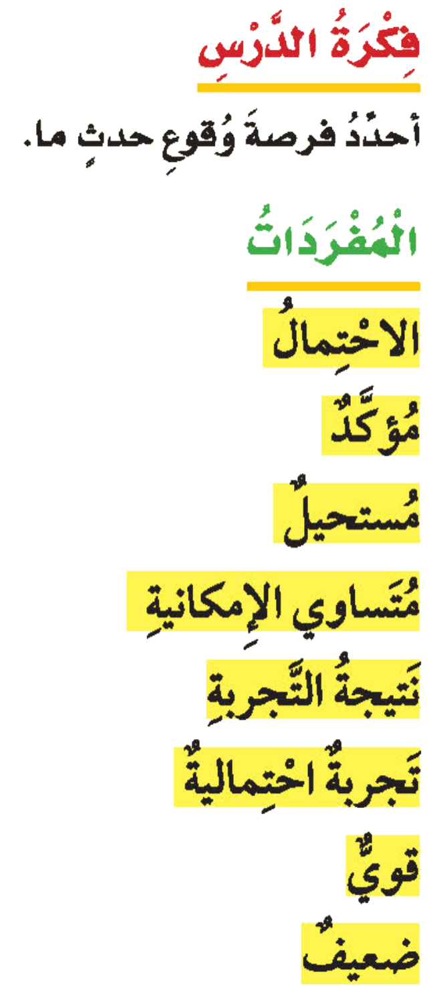 فِكْرَةُ الدَّرْسِ
أحدِّدُ فرصةَ وُقوعِ حدثٍ ما.
الْمُفْرَدَاتُ
الاحْتِمالُ
مُؤكَّدٌ
مُستحيلٌ
مُتَساوي الإِمكانيةِ
نَتيجةُ التَّجربةِ
تَجربةٌ احْتِماليةٌ
قويٌّ
ضعيفٌ